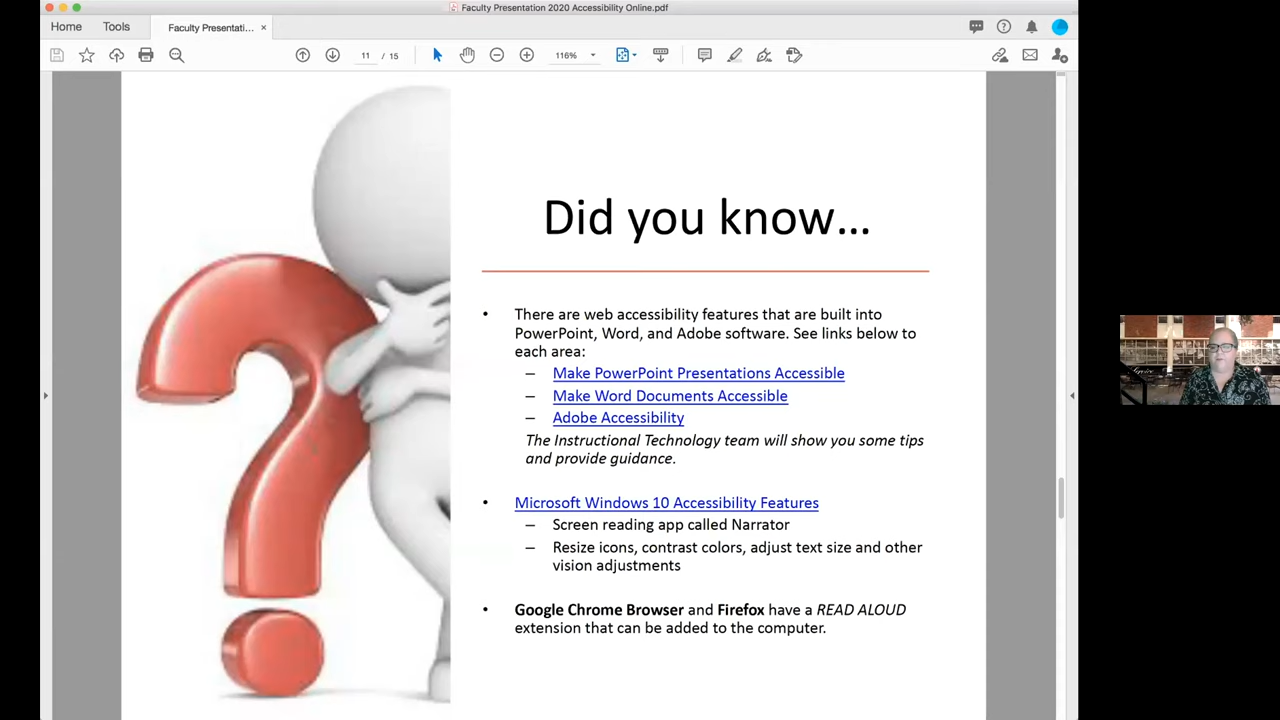 Faculty Presentation 2020 Accessibility Online.pdf
Home Tools Faculty Presentati... ×
11 / 15 116%
Did you know...
• There are web accessibility features that are built into
PowerPoint, Word, and Adobe software. See links below to
each area:
– Make PowerPoint Presentations Accessible
– Make Word Documents Accessible
– Adobe Accessibility
The Instructional Technology team will show you some tips
and provide guidance.
• Microsoft Windows 10 Accessibility Features
– Screen reading app called Narrator
– Resize icons, contrast colors, adjust text size and other
vision adjustments
• Google Chrome Browser and Firefox have a READ ALOUD
extension that can be added to the computer.